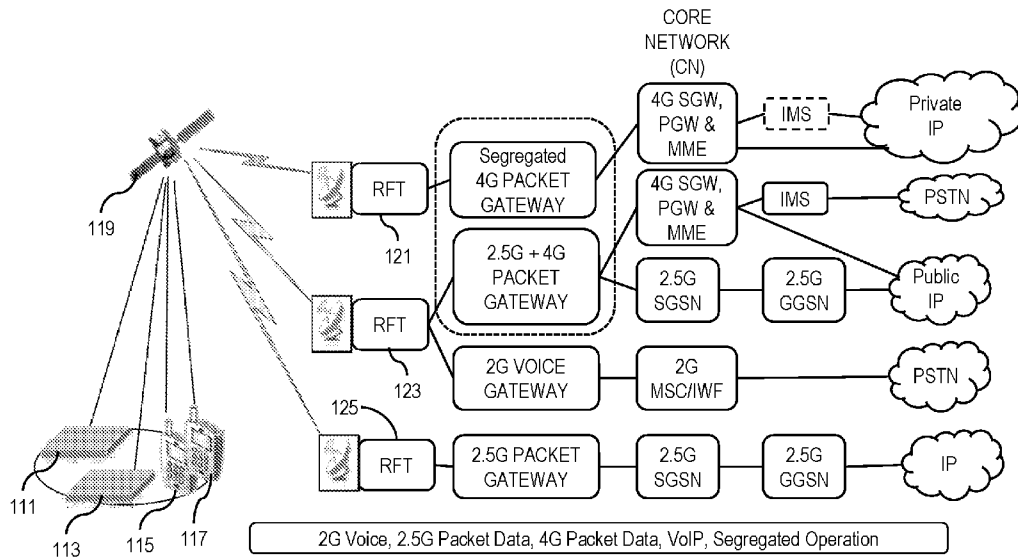 CORE
NETWORK
(CN)
4G SGW,
PGW &
MME
IMS
Private
IP
Segregated
4G PACKET
GATEWAY
RFT
121
119
4G SGW,
PGW &
MME
IMS
PSTN
2.5G + 4G
PACKET
GATEWAY
2.5G
SGSN
2.5G
GGSN
Public
IP
RFT
123
2G VOICE
GATEWAY
2G
MSC/IWF
PSTN
125
RFT
2.5G PACKET
GATEWAY
2.5G
SGSN
2.5G
GGSN
IP
111
113
115
117
2G Voice, 2.5G Packet Data, 4G Packet Data, VoIP, Segregated Operation